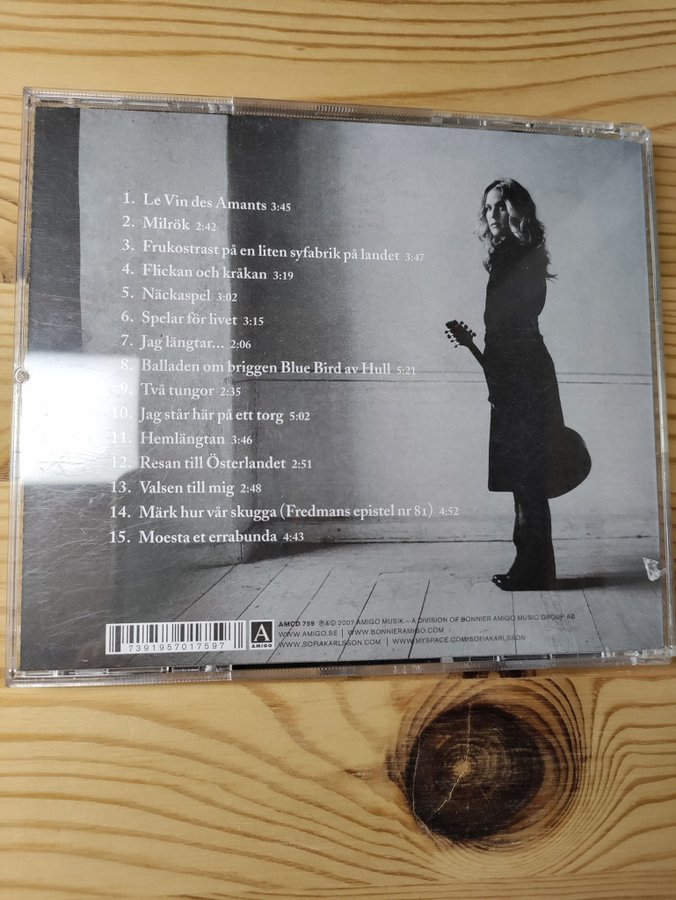 1. Le Vin des Amants 3:45
2. Milrök 2:42
3. Frukostrast på en liten syfabrik på landet 3:47
4. Flickan och kråkan 3:19
5. Näckaspel 3:02
6. Spelar för livet 3:15
7. Jag längtar... 2:06
8. Balladen om briggen Blue Bird av Hull 5:21
9. Två tungor 2:35
10. Jag står här på ett torg 5:02
11. Hemlängtan 3:46
12. Resan till Österlandet 2:51
13. Valsen till mig 2:48
14. Märk hur vår skugga (Fredmans epistel nr 81) 4:52
15. Moesta et errabunda 4:43
AMCD 759 ℗&© 2007 AMIGO MUSIK – A DIVISION OF BONNIER AMIGO MUSIC GROUP AB
WWW.AMIGO.SE | WWW.BONNIERAMIGO.COM
WWW.SOFIAKARLSSON.COM | WWW.MYSPACE.COM/SOFIAKARLSSON
A
AMIGO
7391957017597